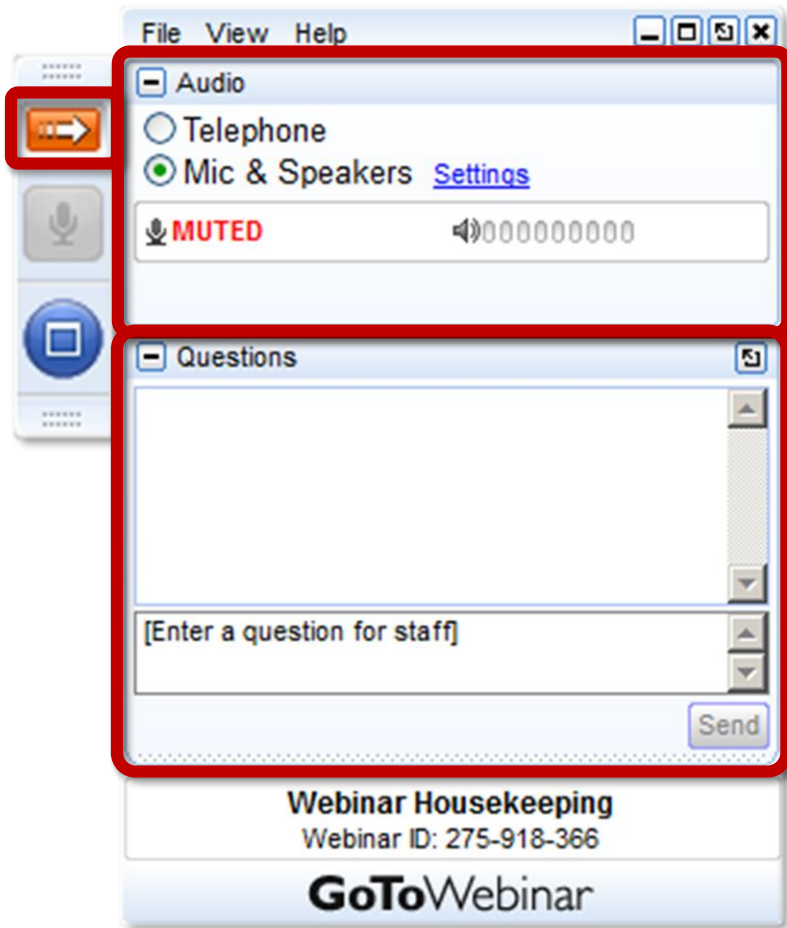 File View Help
Audio
Telephone
Mic & Speakers Settings
MUTED
Questions
[Enter a question for staff]
Send
Webinar Housekeeping
Webinar ID: 275-918-366
GoToWebinar